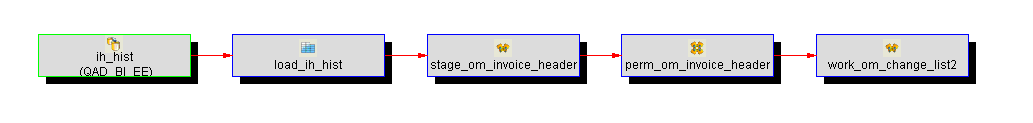 ih_hist
(QAD_BI_EE)
load_ih_hist
stage_om_invoice_header
perm_om_invoice_header
work_om_change_list2